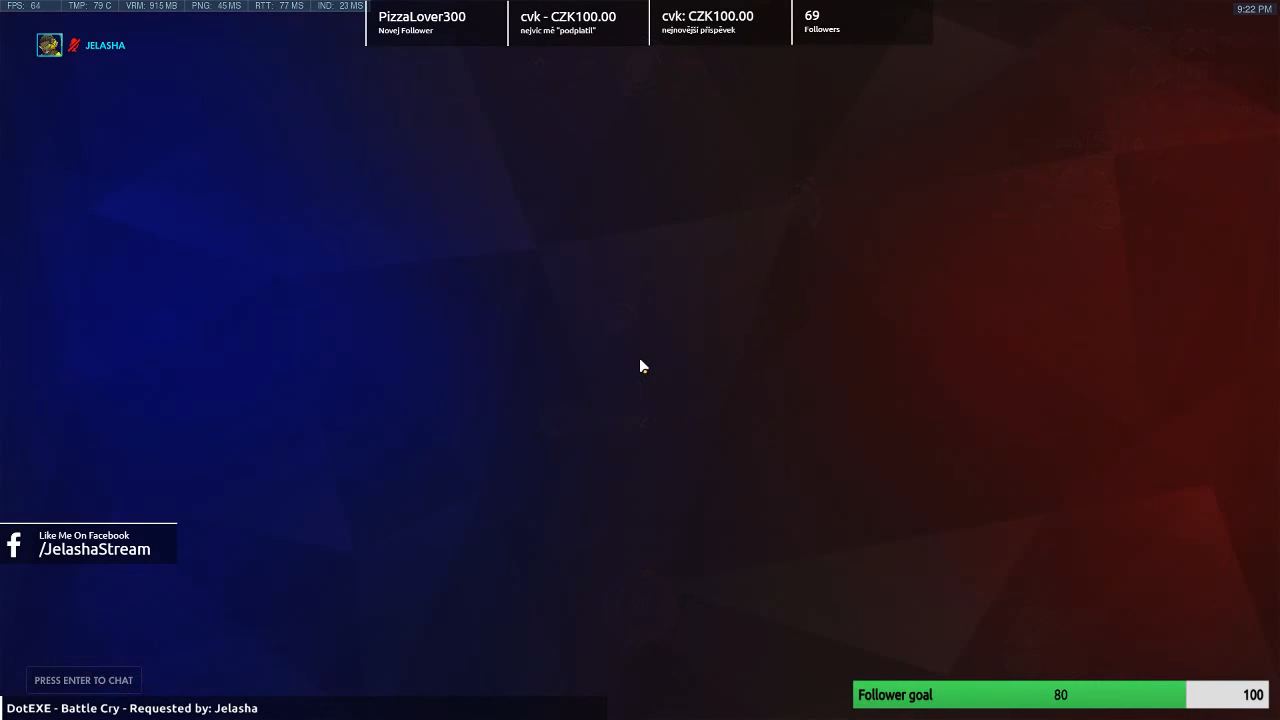 FPS: 64 TMP: 79 C VRM: 915 MB PNG: 45 MS RTT: 77 MS IND: 23 MS
9:22 PM
PizzaLover300
Novej Follower
cvk - CZK100.00
nejvíc mě "podplatil"
cvk: CZK100.00
nejnovější příspěvek
69
Followers
JELASHA
Like Me On Facebook
/JelashaStream
PRESS ENTER TO CHAT
Follower goal 80 100
DotEXE - Battle Cry - Requested by: Jelasha